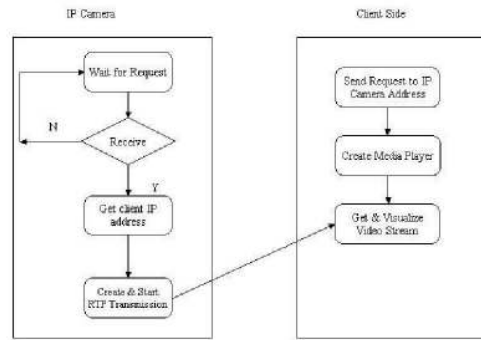 IP Camera
Wait for Request
N
Receive
Y
Get client IP
address
Create & Start
RTP Transmission
Client Side
Send Request to IP
Camera Address
Create Media Player
Get & Visualize
Video Stream